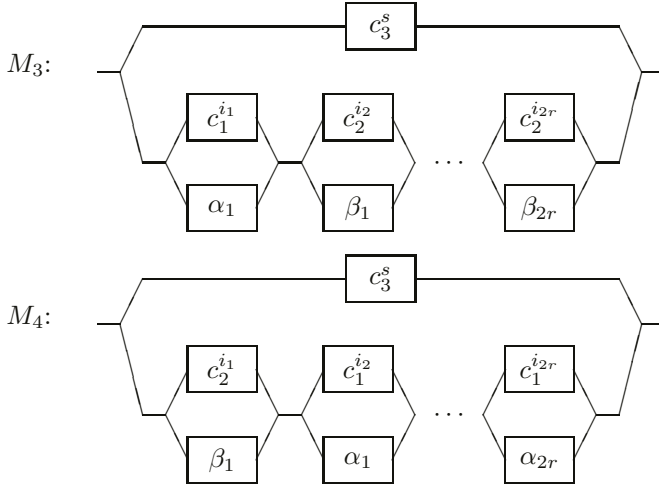 c_3^s
M_3:
c_1^{i_1} c_2^{i_2} c_2^{i_{2r}}
···
α_1 β_1 β_{2r}
c_3^s
M_4:
c_2^{i_1} c_1^{i_2} c_1^{i_{2r}}
···
β_1 α_1 α_{2r}